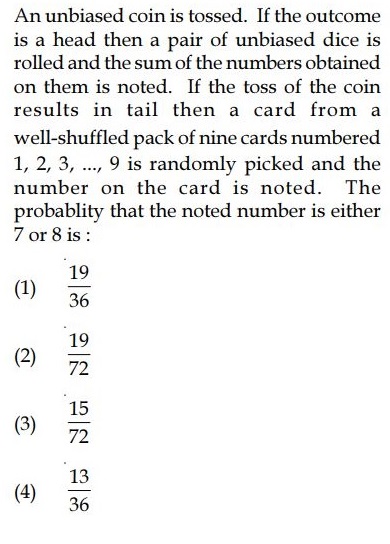 An unbiased coin is tossed. If the outcome
is a head then a pair of unbiased dice is
rolled and the sum of the numbers obtained
on them is noted. If the toss of the coin
results in tail then a card from a
well-shuffled pack of nine cards numbered
1, 2, 3, ..., 9 is randomly picked and the
number on the card is noted. The
probablity that the noted number is either
7 or 8 is :
(1) 19/36
(2) 19/72
(3) 15/72
(4) 13/36